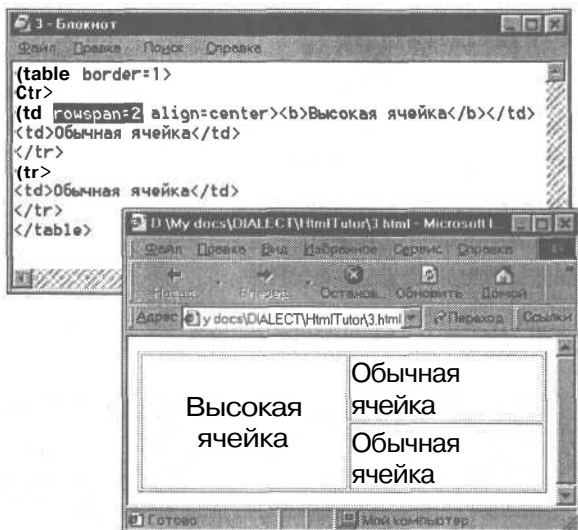 3 - Блокнот
Файл Правка Поиск Справка
(table border=1>
Ctr>
(td rowspan=2 align=center><b>Высокая ячейка</b></td>
<td>Обычная ячейка</td>
</tr>
(tr>
<td>Обычная ячейка</td>
</tr>
</table>
D:\My docs\DIALECT\HtmlTutor\3.html - Microsoft I
Файл Правка Вид Избранное Сервис Справка
Назад Вперед Останов.. Обновить Домой
Адрес y docs\DIALECT\HtmlTutor\3.html Переход Ссылки
Высокая
ячейка
Обычная
ячейка
Обычная
ячейка
Готово Мой компьютер